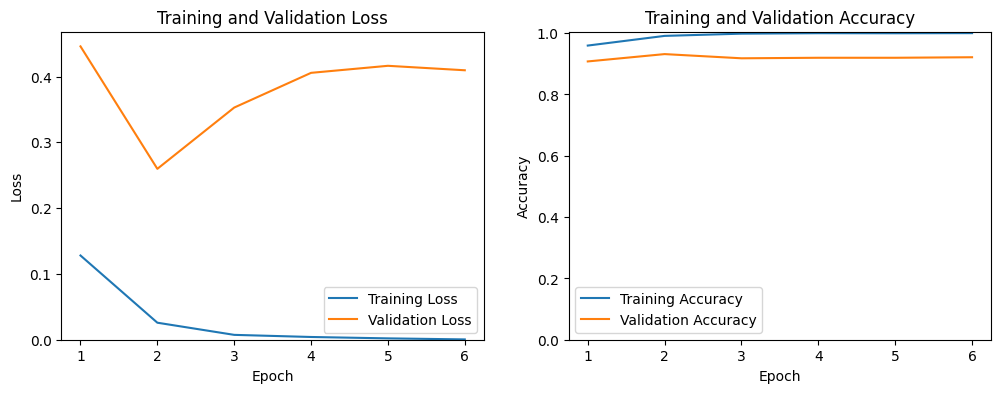 Training and Validation Loss
Loss
0.4
0.3
0.2
0.1
0.0
1 2 3 4 5 6
Epoch
Training Loss
Validation Loss
Training and Validation Accuracy
Accuracy
1.0
0.8
0.6
0.4
0.2
0.0
1 2 3 4 5 6
Epoch
Training Accuracy
Validation Accuracy